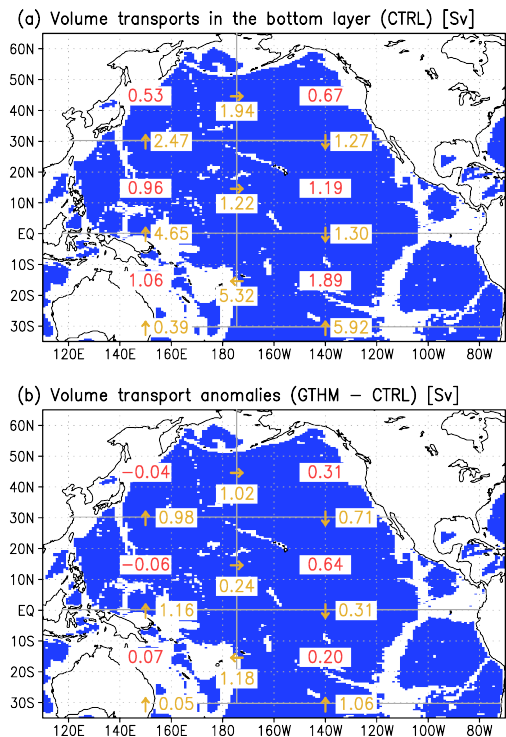 (a) Volume transports in the bottom layer (CTRL) [Sv]
60N
50N
0.53
0.67
40N
1.94
30N
2.47
1.27
20N
0.96
1.19
10N
1.22
EQ
4.65
1.30
10S
1.06
1.89
20S
5.32
30S
0.39
5.92
120E 140E 160E 180 160W 140W 120W 100W 80W
(b) Volume transport anomalies (GTHM − CTRL) [Sv]
60N
50N
−0.04
0.31
40N
1.02
30N
0.98
0.71
20N
−0.06
0.64
10N
0.24
EQ
1.16
0.31
10S
0.07
0.20
20S
1.18
30S
0.05
1.06
120E 140E 160E 180 160W 140W 120W 100W 80W